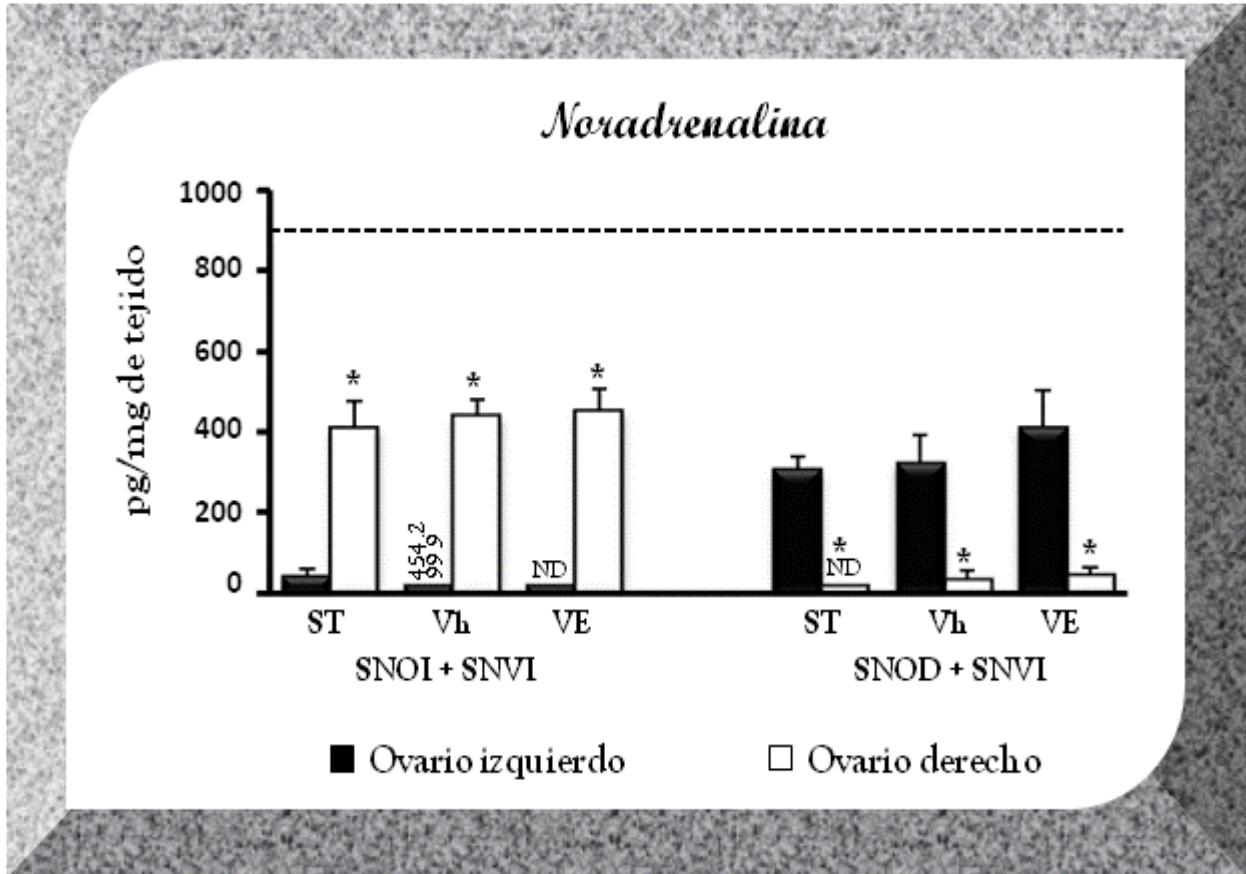 Noradrenalina
pg/mg de tejido
1000
800
600
400
200
0
* * *
454.2
99 9
ND
*
ND
* *
ST Vh VE ST Vh VE
SNOI + SNVI SNOD + SNVI
Ovario izquierdo Ovario derecho